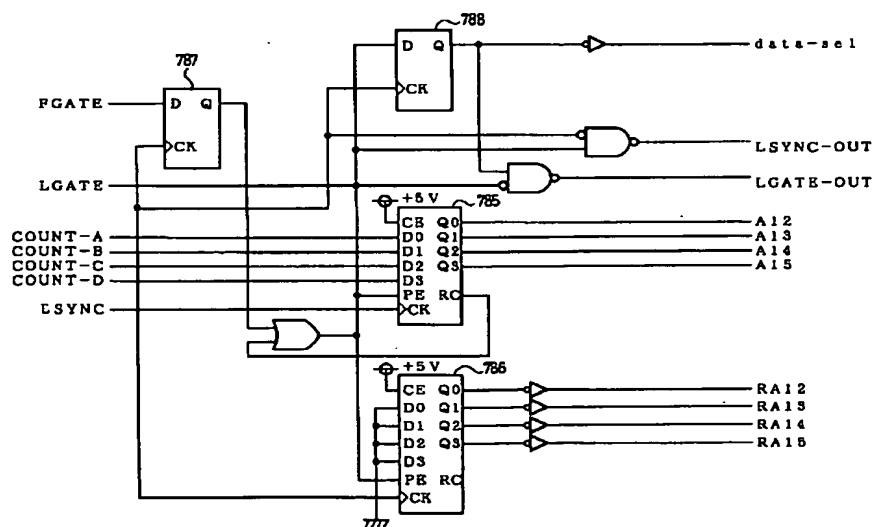 788
D Q
data-sel
787
CK
FGATE
D Q
CK
LSYNC-OUT
LGATE
LGATE-OUT
+5V
785
CE Q0
A12
COUNT-A
D0 Q1
A13
COUNT-B
D1 Q2
A14
COUNT-C
D2 Q3
A15
COUNT-D
D3
PE RC
LSYNC
CK
+5V
786
CE Q0
RA12
D0 Q1
RA13
D1 Q2
RA14
D2 Q3
RA15
D3
PE RC
CK